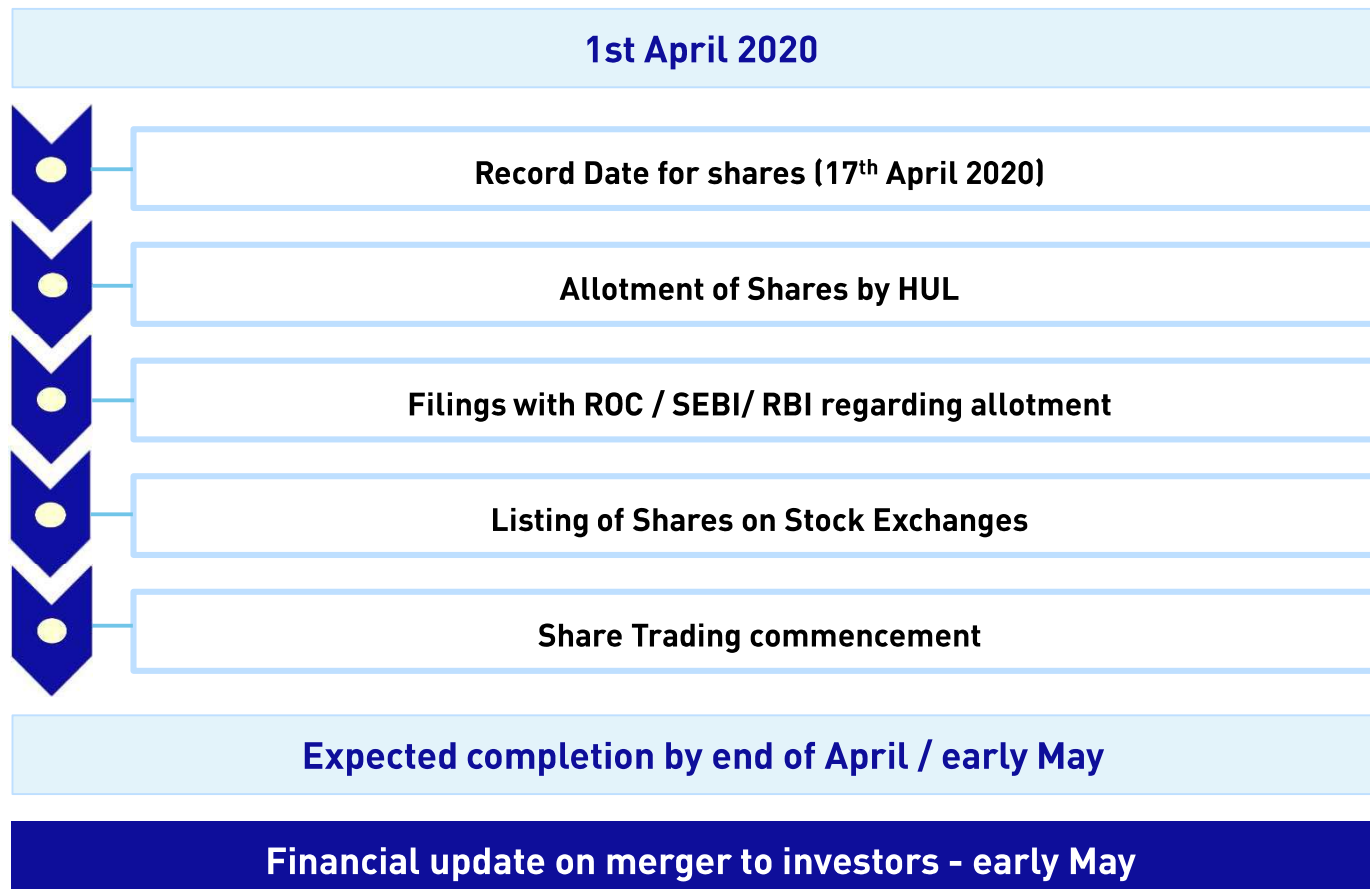 1st April 2020
Record Date for shares (17th April 2020)
Allotment of Shares by HUL
Filings with ROC / SEBI/ RBI regarding allotment
Listing of Shares on Stock Exchanges
Share Trading commencement
Expected completion by end of April / early May
Financial update on merger to investors - early May